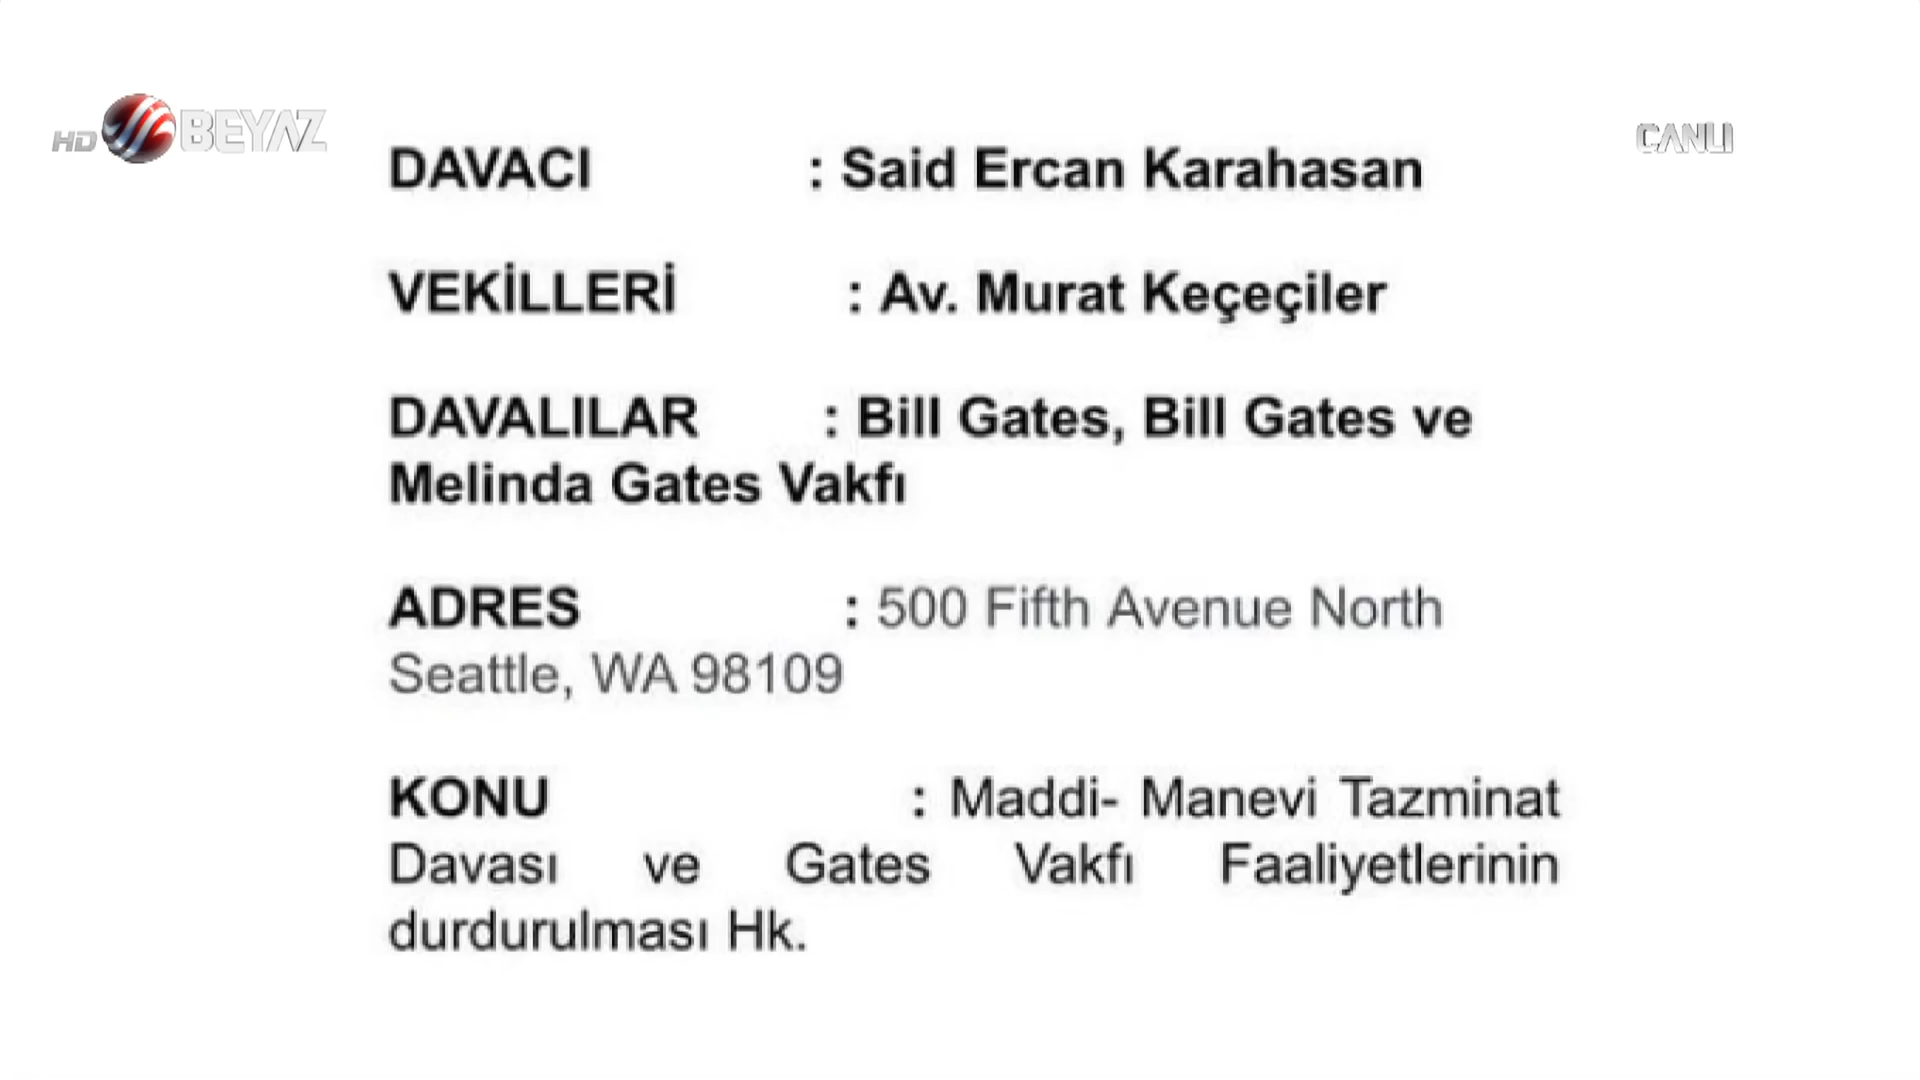 HD BEYAZ
CANLI
DAVACI : Said Ercan Karahasan
VEKİLLERİ : Av. Murat Keçeçiler
DAVALILAR : Bill Gates, Bill Gates ve
Melinda Gates Vakfı
ADRES : 500 Fifth Avenue North
Seattle, WA 98109
KONU : Maddi- Manevi Tazminat
Davası ve Gates Vakfı Faaliyetlerinin
durdurulması Hk.